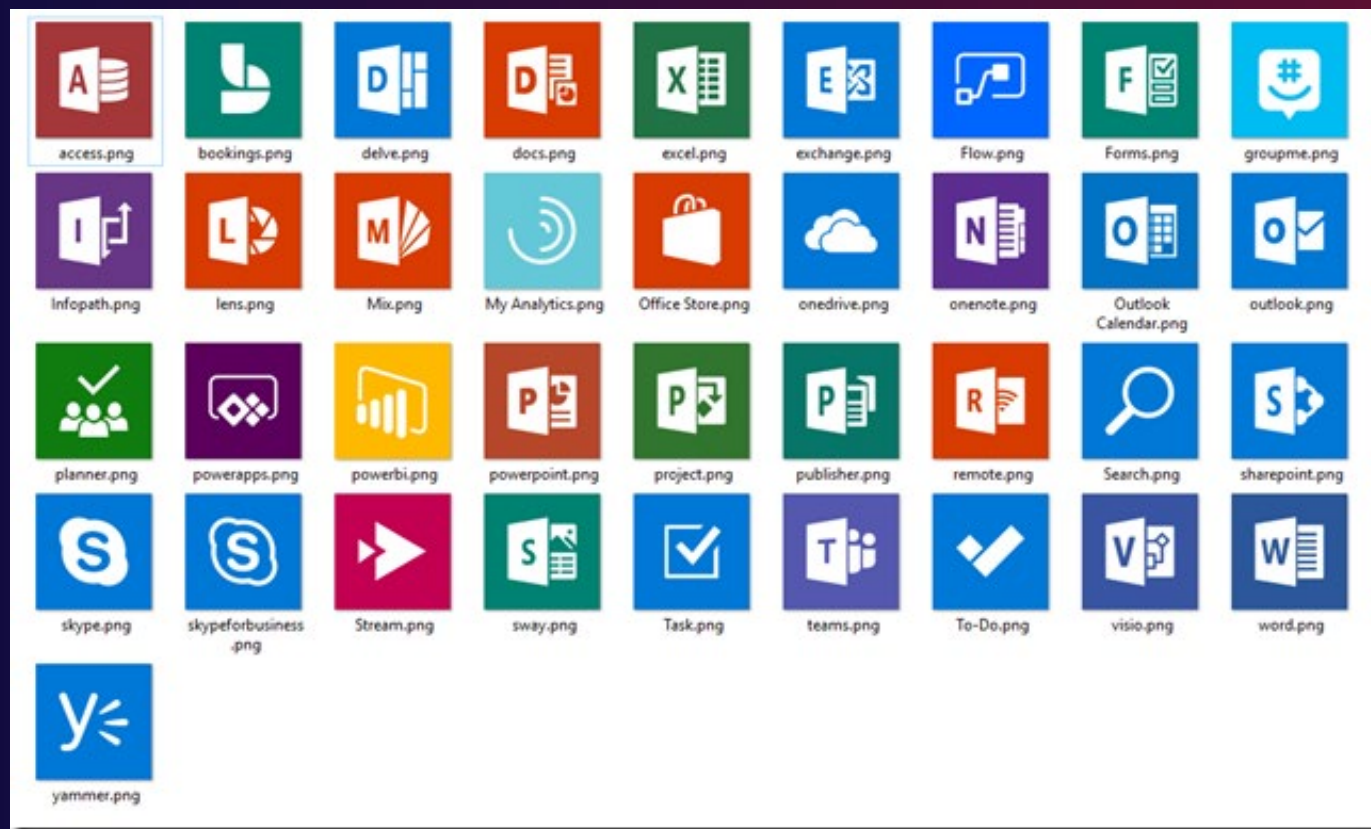 A D D X E F #
access.png bookings.png delve.png docs.png excel.png exchange.png Flow.png Forms.png groupme.png
I L M N O O
Infopath.png lens.png Mix.png My Analytics.png Office Store.png onedrive.png onenote.png Outlook Calendar.png outlook.png
P P P R S
planner.png powerapps.png powerbi.png powerpoint.png project.png publisher.png remote.png Search.png sharepoint.png
S S S T V W
skype.png skypeforbusiness.png Stream.png sway.png Task.png teams.png To-Do.png visio.png word.png
y
yammer.png